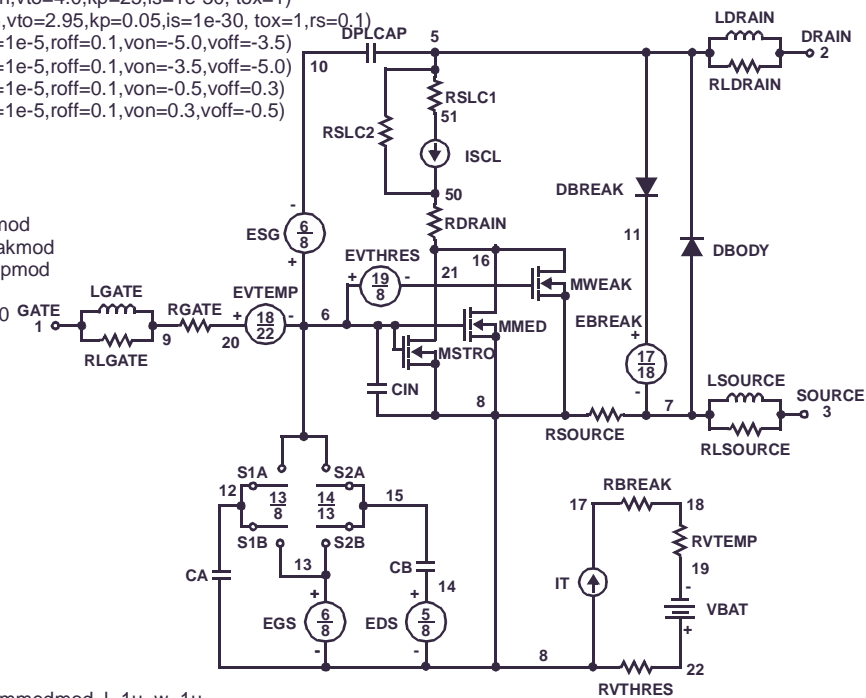 ,vto=2.95,kp=0.05,is=1e-30, tox=1,rs=0.1)
=1e-5,roff=0.1,von=-5.0,voff=-3.5)
=1e-5,roff=0.1,von=-3.5,voff=-5.0)
=1e-5,roff=0.1,von=-0.5,voff=0.3)
=1e-5,roff=0.1,von=0.3,voff=-0.5)
LDRAIN
DPLCAP
5
DRAIN
2
10
RLDRAIN
RSLC1
51
RSLC2
ISCL
50
DBREAK
RDRAIN
ESG
-
6
8
+
11
DBODY
EVTHRES
+
19
8
-
21
16
MWEAK
LGATE
RGATE
EVTEMP
GATE
1
9
20
+
18
22
-
6
RLGATE
MMED
MSTRO
EBREAK
+
17
18
-
CIN
8
LSOURCE
7
SOURCE
3
RSOURCE
RLSOURCE
S1A
S2A
12
13
8
14
13
15
S1B
S2B
13
RBREAK
17
18
RVTEMP
19
CA
CB
14
IT
-
VBAT
+
EGS
+
6
8
-
EDS
+
5
8
-
8
22
RVTHRES